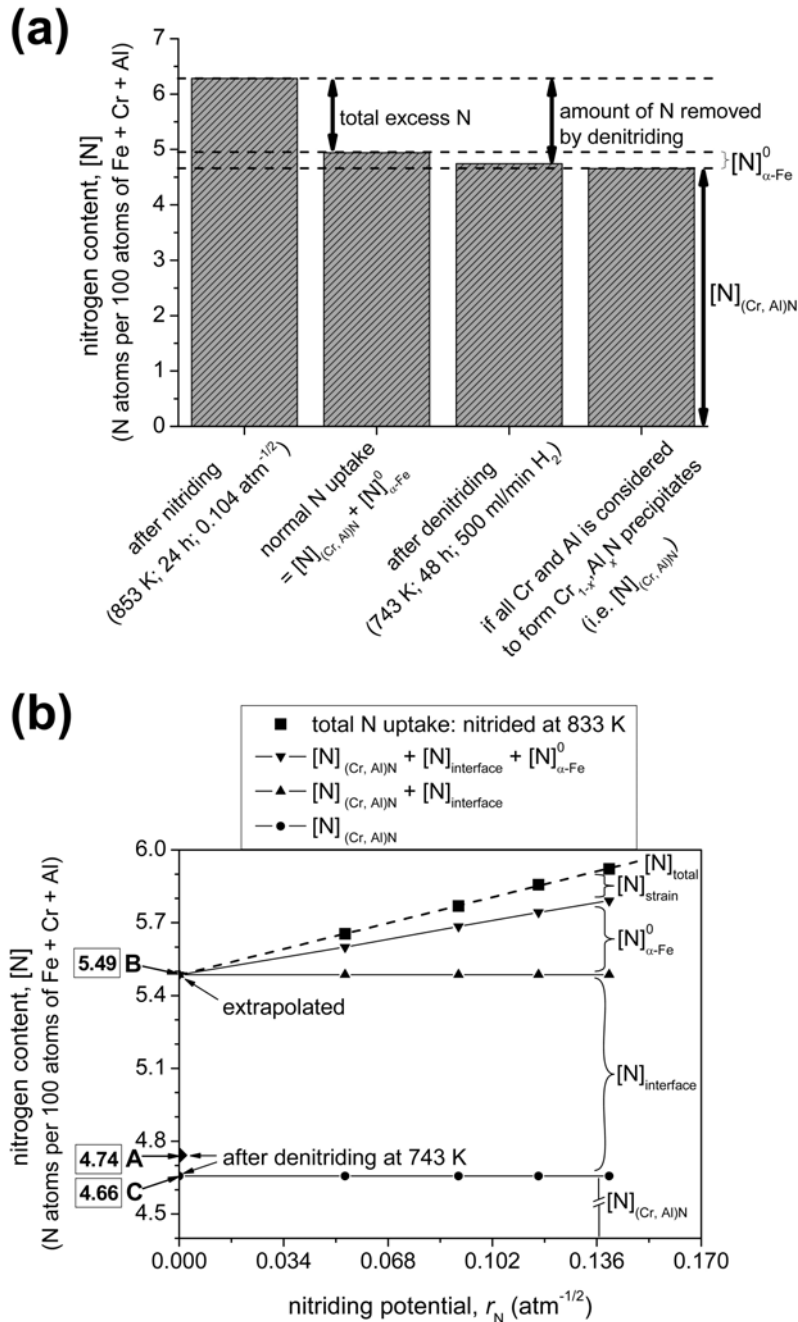 (a)
nitrogen content, [N]
(N atoms per 100 atoms of Fe + Cr + Al)
7
6
5
4
3
2
1
0
total excess N
amount of N removed
by denitriding
[N]⁰α-Fe
[N](Cr, Al)N
after nitriding
(853 K; 24 h; 0.104 atm⁻¹/²)
normal N uptake
= [N](Cr, Al)N + [N]⁰α-Fe
after denitriding
(743 K; 48 h; 500 ml/min H₂)
if all Cr and Al is considered
to form Cr₁₋ₓ,AlₓN precipitates
(i.e. [N](Cr, Al)N)
(b)
total N uptake: nitrided at 833 K
[N](Cr, Al)N + [N]interface + [N]⁰α-Fe
[N](Cr, Al)N + [N]interface
[N](Cr, Al)N
nitrogen content, [N]
(N atoms per 100 atoms of Fe + Cr + Al)
6.0
5.7
5.4
5.1
4.8
4.5
5.49 B
4.74 A
4.66 C
extrapolated
after denitriding at 743 K
[N]total
[N]strain
[N]⁰α-Fe
[N]interface
[N](Cr, Al)N
0.000 0.034 0.068 0.102 0.136 0.170
nitriding potential, rN (atm⁻¹/²)